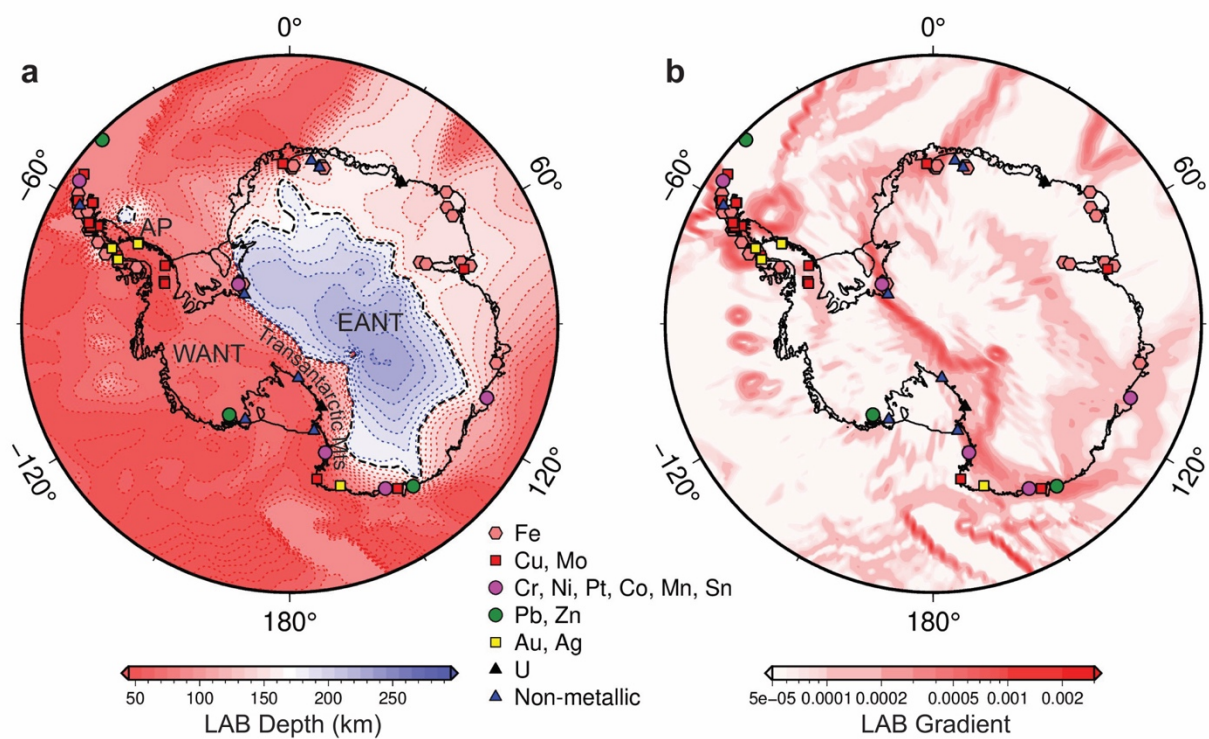 0°
0°
a
b
60°
60°
−60°
−60°
AP
EANT
WANT
Transantarctic Mts
−120°
−120°
120°
120°
180°
180°
Fe
Cu, Mo
Cr, Ni, Pt, Co, Mn, Sn
Pb, Zn
Au, Ag
U
Non-metallic
50 100 150 200 250
LAB Depth (km)
5e−05 0.0001 0.0002 0.0005 0.001 0.002
LAB Gradient